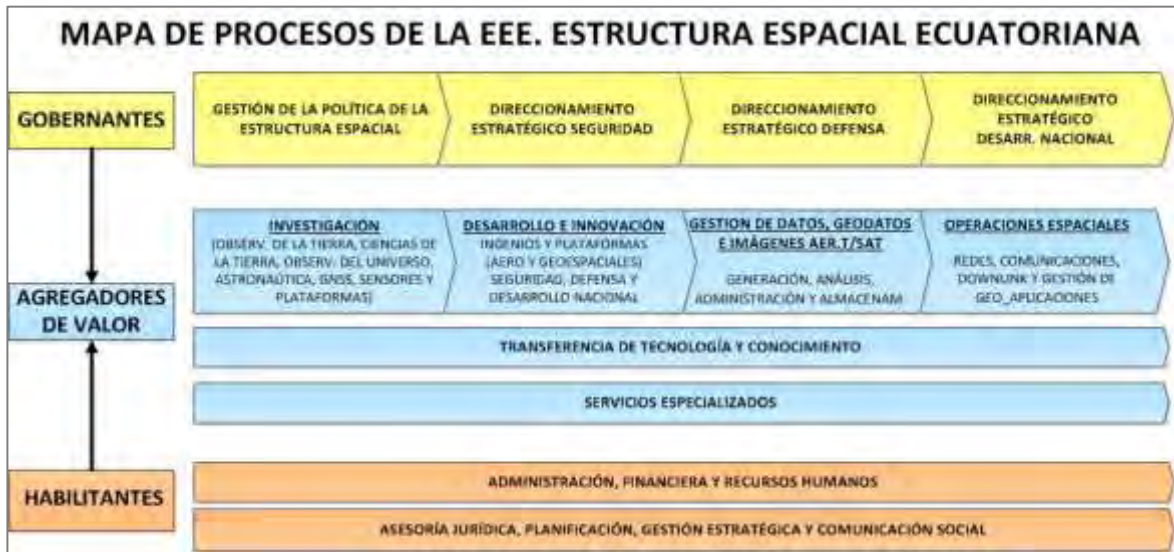 MAPA DE PROCESOS DE LA EEE. ESTRUCTURA ESPACIAL ECUATORIANA
GOBERNANTES
GESTIÓN DE LA POLÍTICA DE LA
ESTRUCTURA ESPACIAL
DIRECCIONAMIENTO
ESTRATÉGICO SEGURIDAD
DIRECCIONAMIENTO
ESTRATÉGICO DEFENSA
DIRECCIONAMIENTO
ESTRATÉGICO
DESARR. NACIONAL
AGREGADORES
DE VALOR
INVESTIGACIÓN
(OBSERV. DE LA TIERRA, CIENCIAS DE
LA TIERRA, OBSERV. DEL UNIVERSO,
ASTRONAÚTICA, GNSS, SENSORES Y
PLATAFORMAS)
DESARROLLO E INNOVACIÓN
INGENIOS Y PLATAFORMAS
(AERO Y GEOESPACIALES)
SEGURIDAD, DEFENSA Y
DESARROLLO NACIONAL
GESTION DE DATOS, GEODATOS
E IMÁGENES AER.T/SAT
GENERACIÓN, ANÁLISIS,
ADMINISTRACIÓN Y ALMACENAM
OPERACIONES ESPACIALES
REDES, COMUNICACIONES,
DOWNLINK Y GESTIÓN DE
GEO_APLICACIONES
TRANSFERENCIA DE TECNOLOGÍA Y CONOCIMIENTO
SERVICIOS ESPECIALIZADOS
HABILITANTES
ADMINISTRACIÓN, FINANCIERA Y RECURSOS HUMANOS
ASESORÍA JURÍDICA, PLANIFICACIÓN, GESTIÓN ESTRATÉGICA Y COMUNICACIÓN SOCIAL